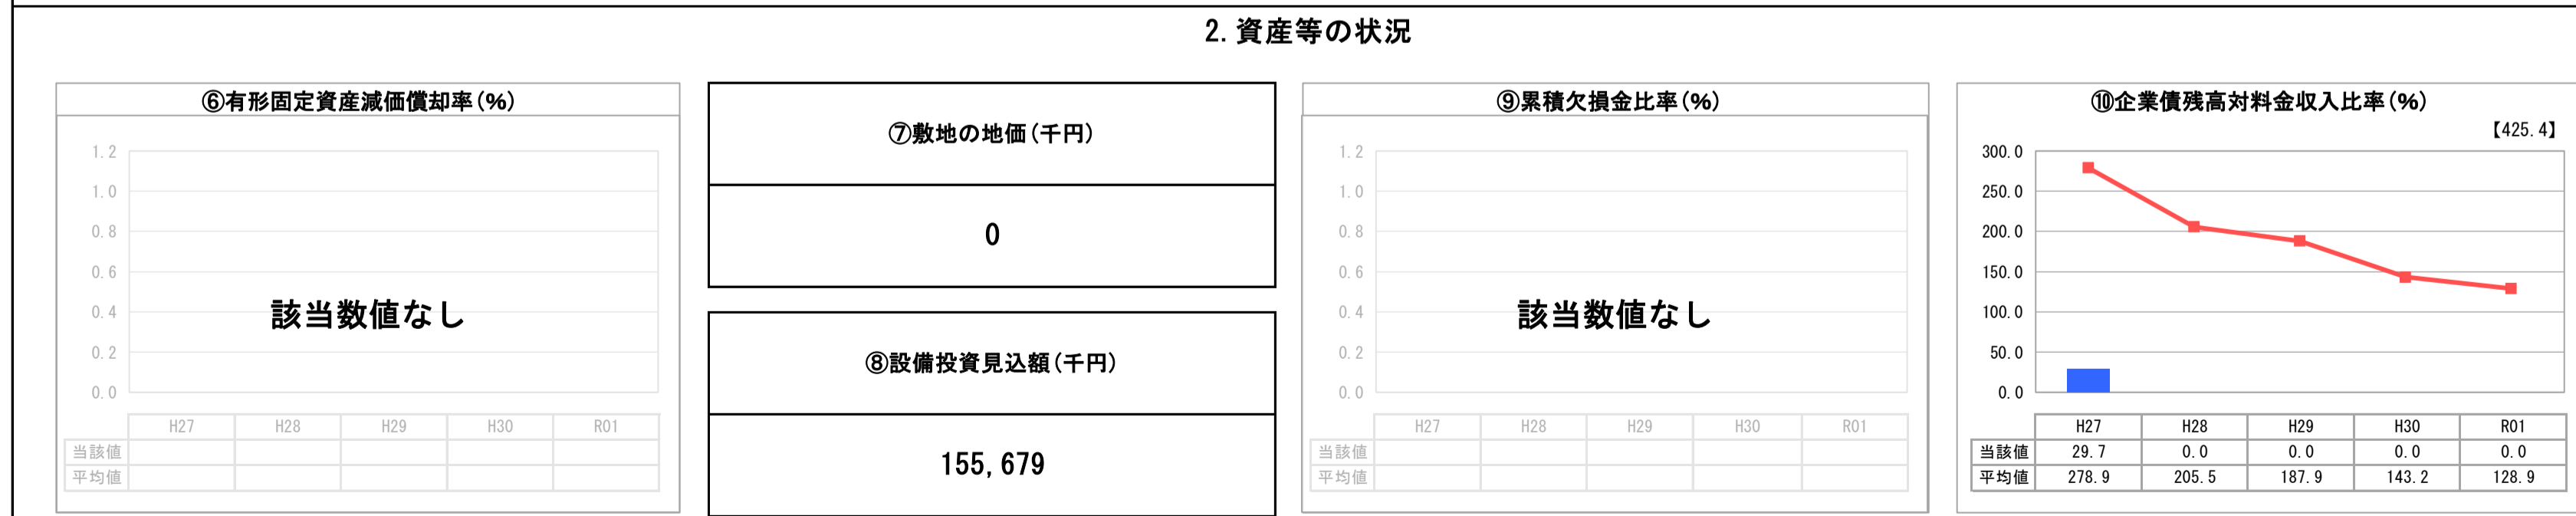 2. 資産等の状況
⑥有形固定資産減価償却率(%)
1.2
1.0
0.8
0.6
0.4
0.2
0.0
該当数値なし
H27 H28 H29 H30 R01
当該値
平均値
⑦敷地の地価(千円)
0
⑧設備投資見込額(千円)
155,679
⑨累積欠損金比率(%)
1.2
1.0
0.8
0.6
0.4
0.2
0.0
該当数値なし
H27 H28 H29 H30 R01
当該値
平均値
⑩企業債残高対料金収入比率(%)
【425.4】
300.0
250.0
200.0
150.0
100.0
50.0
0.0
H27 H28 H29 H30 R01
当該値 29.7 0.0 0.0 0.0 0.0
平均値 278.9 205.5 187.9 143.2 128.9